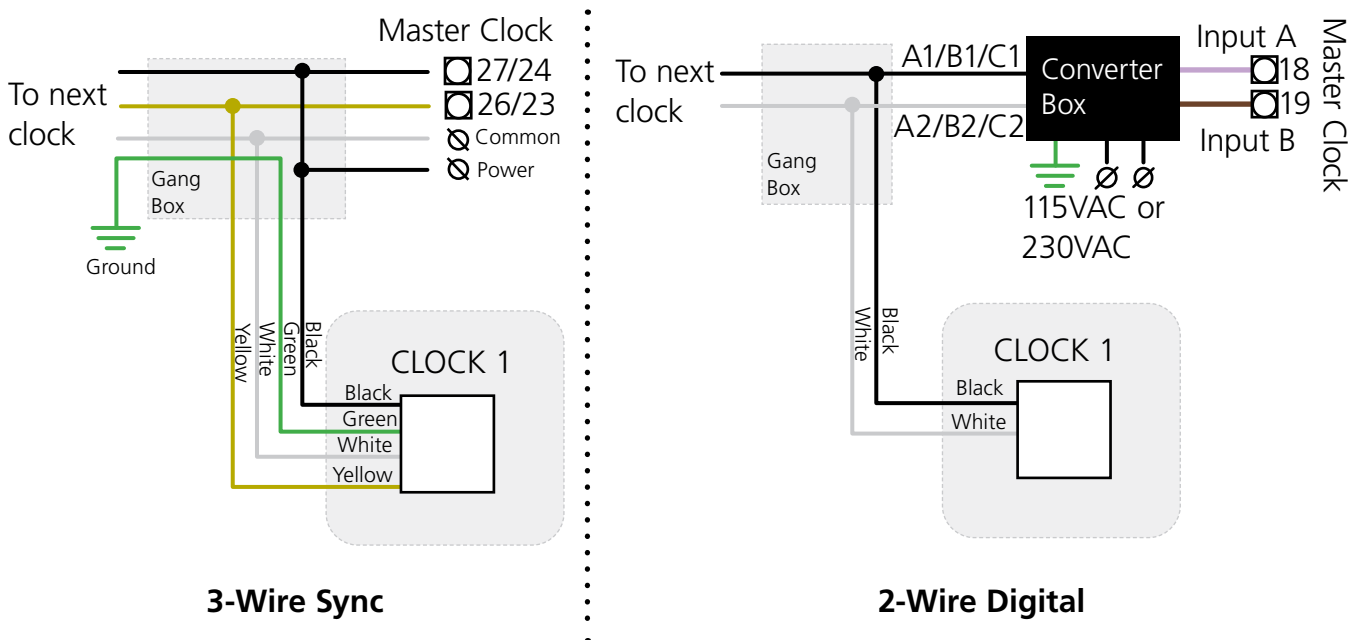 Master Clock
27/24
26/23
Common
Power
To next
clock
Gang
Box
Ground
Yellow
White
Green
Black
CLOCK 1
Black
Green
White
Yellow
3-Wire Sync
To next
clock
A1/B1/C1
A2/B2/C2
Converter
Box
Input A
18
19
Input B
Master Clock
Gang
Box
115VAC or
230VAC
White
Black
CLOCK 1
Black
White
2-Wire Digital